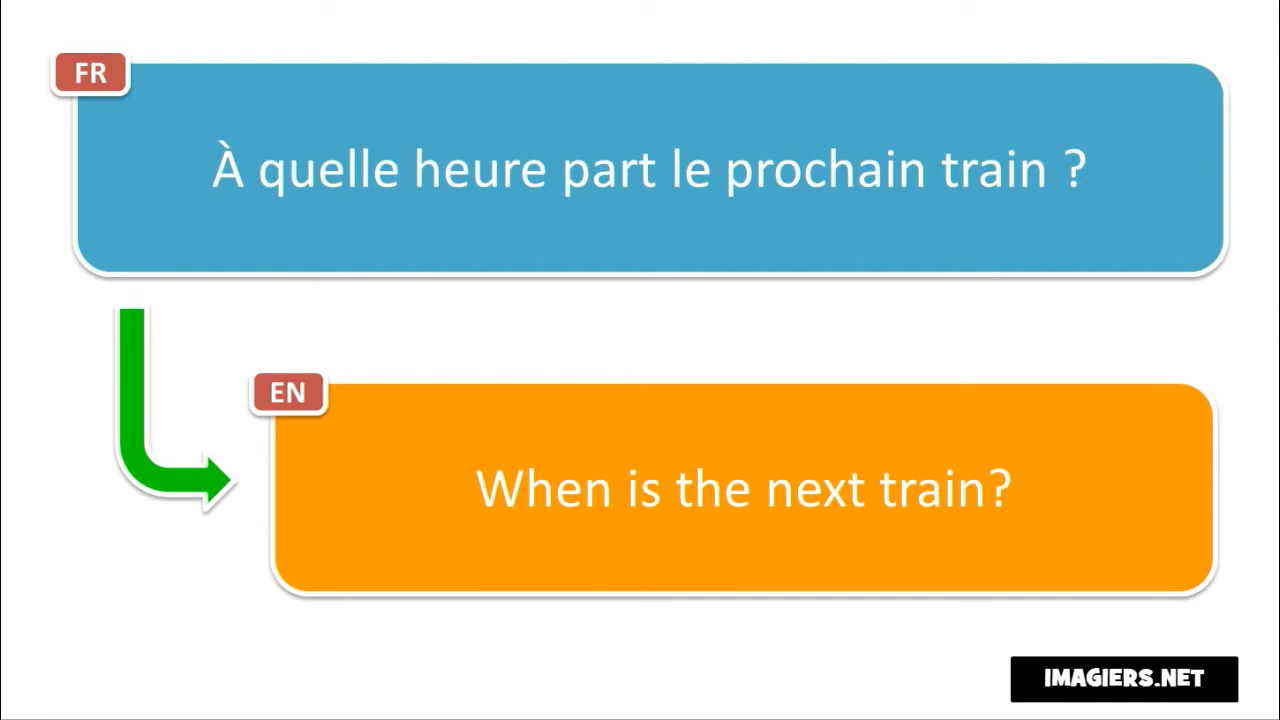 FR
À quelle heure part le prochain train ?
EN
When is the next train?
IMAGIERS.NET